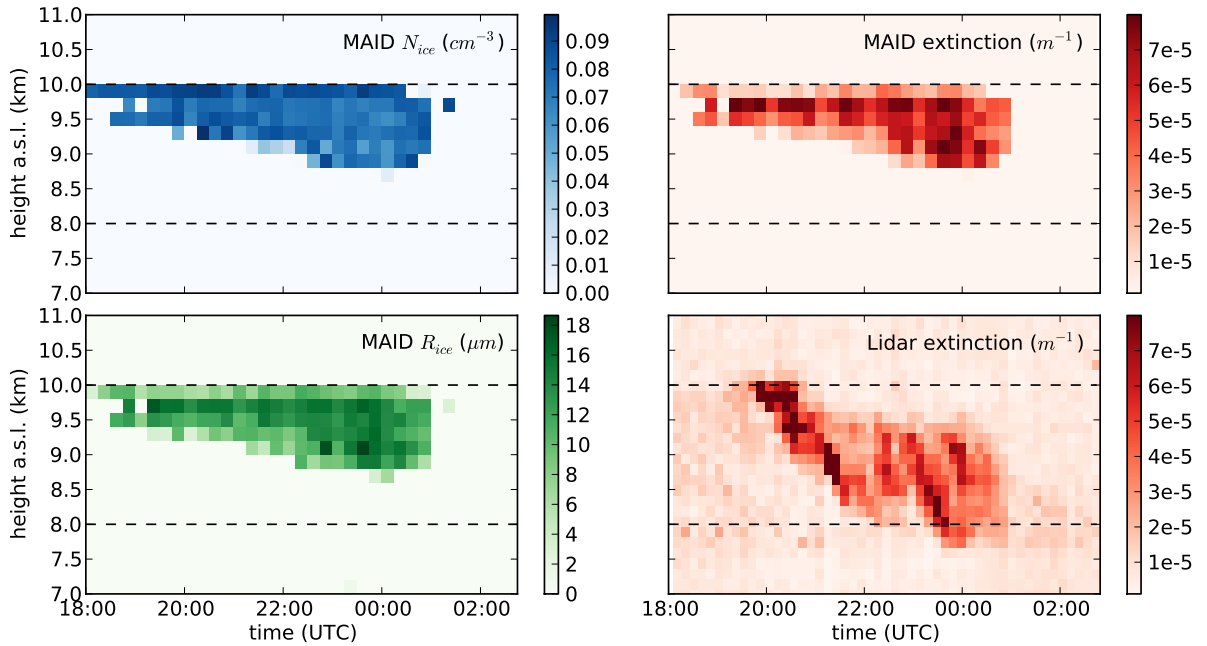 11.0
10.5
10.0
9.5
9.0
8.5
8.0
7.5
7.0
height a.s.l. (km)
MAID N_ice (cm^−3)
0.09
0.08
0.07
0.06
0.05
0.04
0.03
0.02
0.01
0.00
MAID extinction (m^−1)
7e-5
6e-5
5e-5
4e-5
3e-5
2e-5
1e-5
11.0
10.5
10.0
9.5
9.0
8.5
8.0
7.5
7.0
height a.s.l. (km)
MAID R_ice (μm)
18:00
20:00
22:00
00:00
02:00
time (UTC)
18
16
14
12
10
8
6
4
2
0
Lidar extinction (m^−1)
18:00
20:00
22:00
00:00
02:00
time (UTC)
7e-5
6e-5
5e-5
4e-5
3e-5
2e-5
1e-5